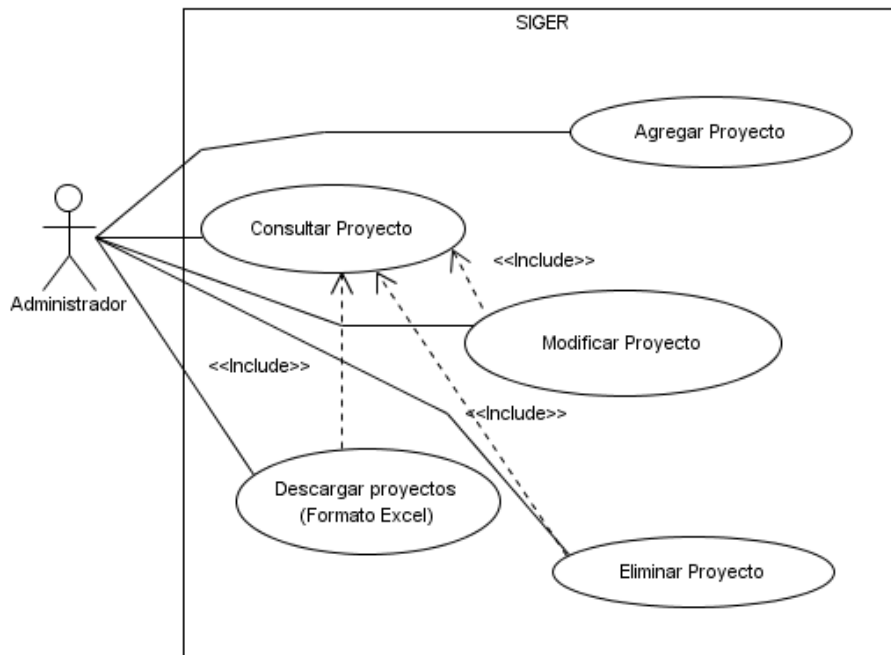 SIGER
Agregar Proyecto
Consultar Proyecto
<<Include>>
Administrador
Modificar Proyecto
<<Include>>
<<Include>>
Descargar proyectos
(Formato Excel)
Eliminar Proyecto